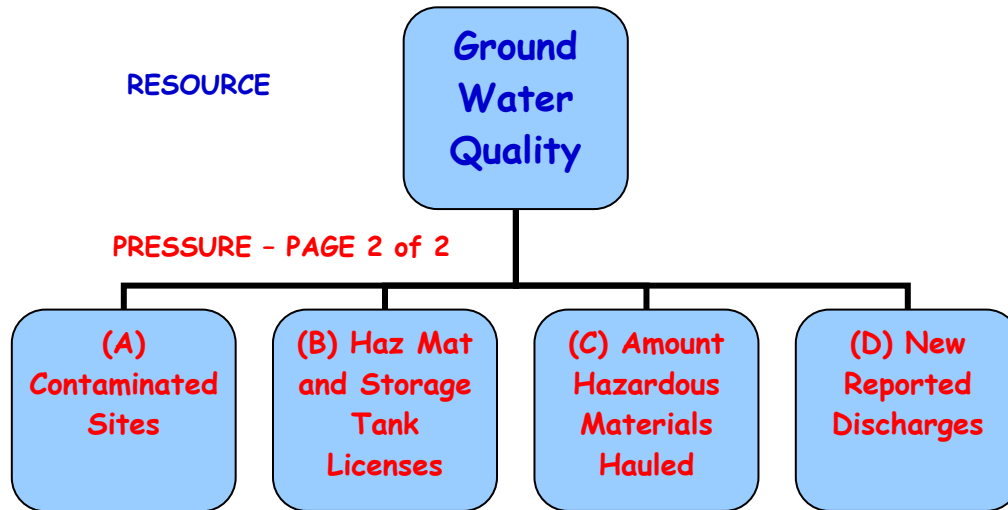 Ground
Water
Quality
RESOURCE
PRESSURE – PAGE 2 of 2
(A)
Contaminated
Sites
(B) Haz Mat
and Storage
Tank
Licenses
(C) Amount
Hazardous
Materials
Hauled
(D) New
Reported
Discharges